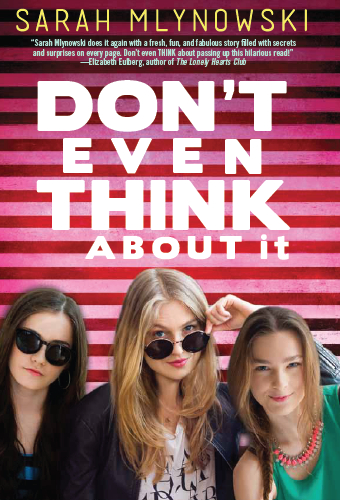 SARAH MLYNOWSKI
"Sarah Mlynowski does it again with a fresh, fun, and fabulous story filled with secrets
and surprises on every page. Don't even THINK about passing up this hilarious read!"
—Elizabeth Eulberg, author of The Lonely Hearts Club
DON'T
EVEN
THINK
ABOUT it